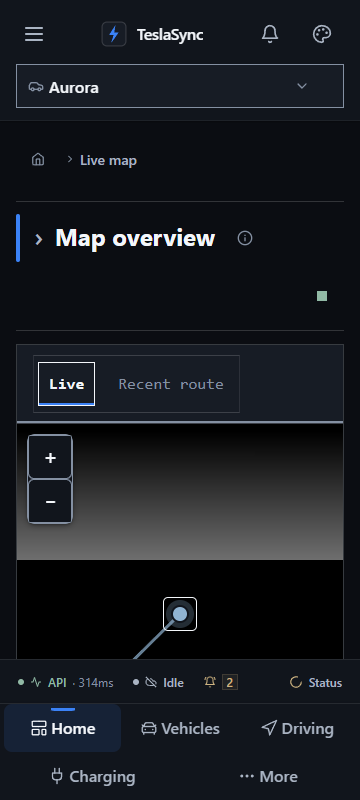 TeslaSync
Aurora
Live map
Map overview
Live Recent route
+
−
API · 314ms Idle 2 Status
Home Vehicles Driving
Charging More